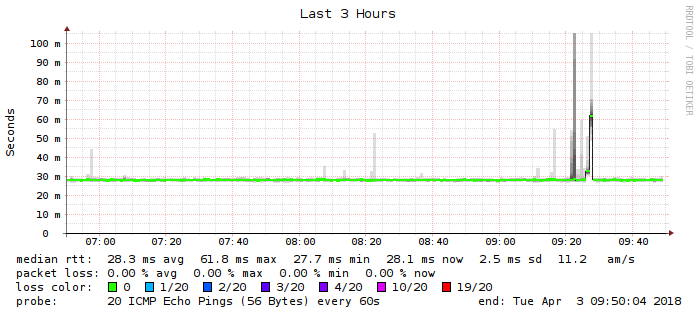 Last 3 Hours
RRDTOOL / TOBI OETIKER
Seconds
100 m
90 m
80 m
70 m
60 m
50 m
40 m
30 m
20 m
10 m
0
07:00 07:20 07:40 08:00 08:20 08:40 09:00 09:20 09:40
median rtt: 28.3 ms avg 61.8 ms max 27.7 ms min 28.1 ms now 2.5 ms sd 11.2 am/s
packet loss: 0.00 % avg 0.00 % max 0.00 % min 0.00 % now
loss color: 0 1/20 2/20 3/20 4/20 10/20 19/20
probe: 20 ICMP Echo Pings (56 Bytes) every 60s end: Tue Apr 3 09:50:04 2018